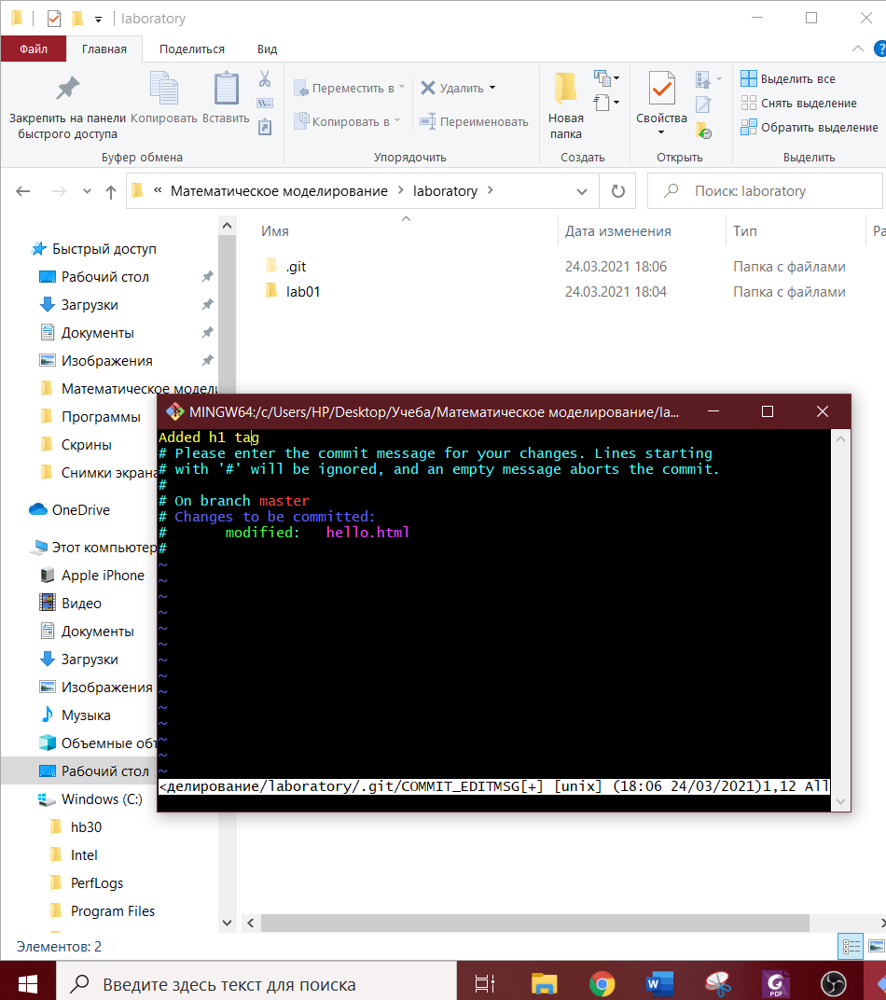 laboratory
Файл Главная Поделиться Вид
Закрепить на панели быстрого доступа
Копировать
Вставить
Буфер обмена
Переместить в
Копировать в
Удалить
Переименовать
Упорядочить
Новая папка
Создать
Свойства
Открыть
Выделить все
Снять выделение
Обратить выделение
Выделить
« Математическое моделирование > laboratory >
Поиск: laboratory
Имя Дата изменения Тип Ра
.git 24.03.2021 18:06 Папка с файлами
lab01 24.03.2021 18:04 Папка с файлами
Быстрый доступ
Рабочий стол
Загрузки
Документы
Изображения
Математическое модели
Программы
Скрины
Снимки экрана
OneDrive
Этот компьютер
Apple iPhone
Видео
Документы
Загрузки
Изображения
Музыка
Объемные объ
Рабочий стол
Windows (C:)
hb30
Intel
PerfLogs
Program Files
Элементов: 2
MINGW64:/c/Users/HP/Desktop/Учеба/Математическое моделирование/la...
Added h1 tag
# Please enter the commit message for your changes. Lines starting
# with '#' will be ignored, and an empty message aborts the commit.
#
# On branch master
# Changes to be committed:
#       modified:   hello.html
#
~
~
~
~
~
~
~
~
~
~
~
~
~
~
<делирование/laboratory/.git/COMMIT_EDITMSG[+] [unix] (18:06 24/03/2021)1,12 All
Введите здесь текст для поиска
PDF